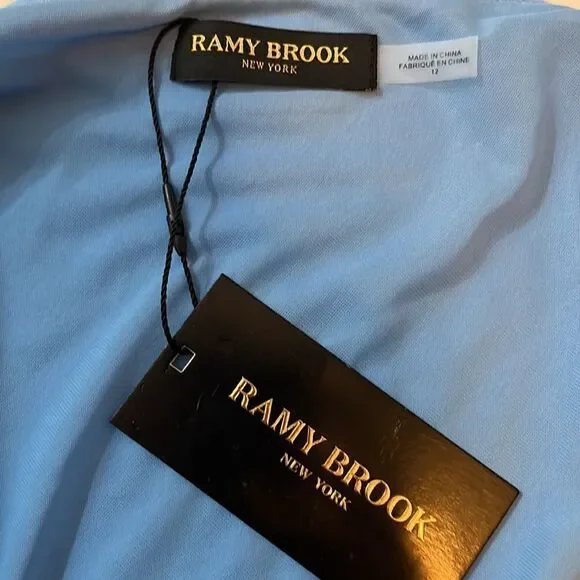 RAMY BROOK
NEW YORK
MADE IN CHINA
FABRIQUÉ EN CHINE
12
RAMY BROOK
NEW YORK